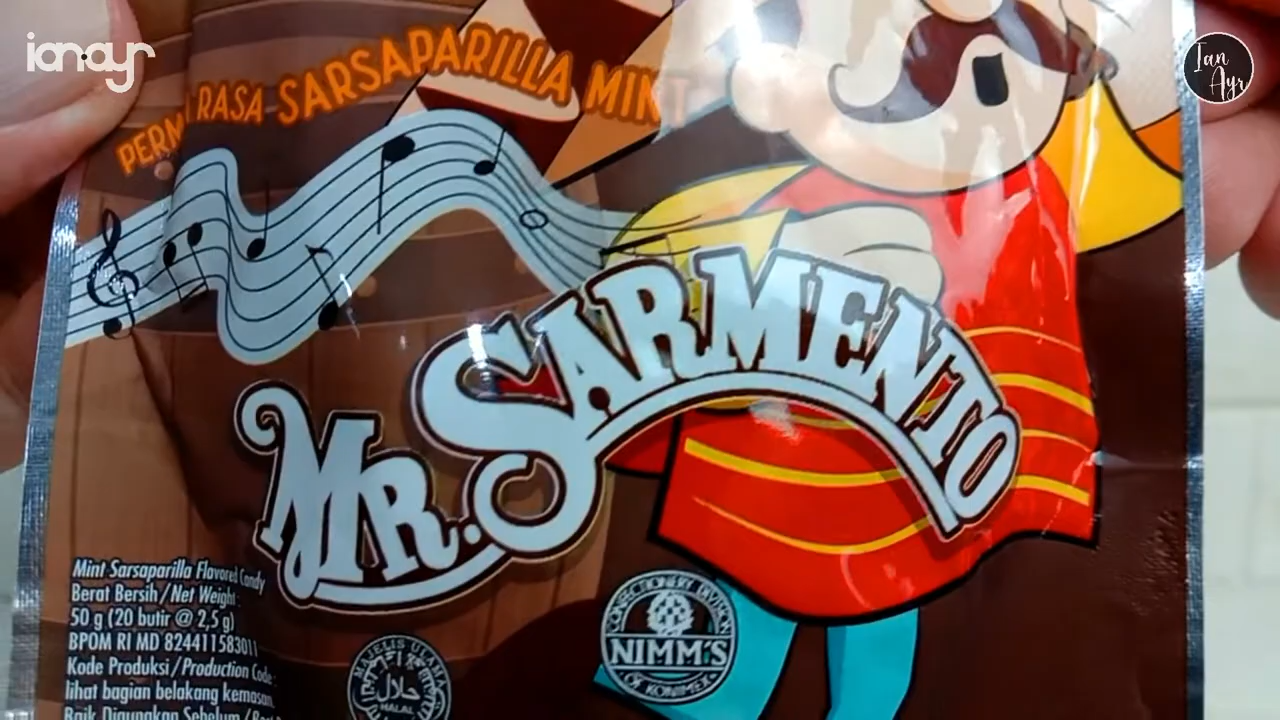 ianayr
Ian
Ayr
RASA SARSAPARILLA MINT
MR. SARMENTO
Mint Sarsaparilla Flavored Candy
Berat Bersih / Net Weight
50 g (20 butir @ 2,5 g)
BPOM RI MD 824411583011
Kode Produksi / Production Code :
lihat bagian belakang kemasan
Baik Digunakan Sebelum
MAJELIS ULAMA
حلال
HALAL
CONFECTIONERY DIVISION
NIMM'S
OF KONIMEX